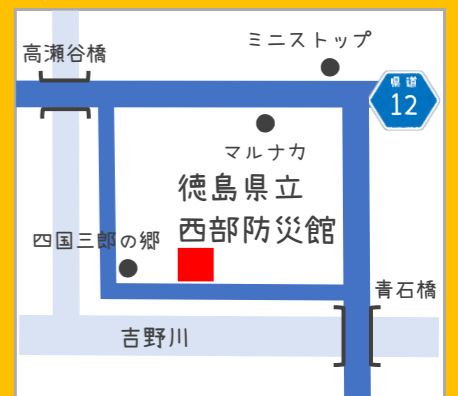 ミニストップ
高瀬谷橋
県道
12
マルナカ
徳島県立
西部防災館
四国三郎の郷
青石橋
吉野川